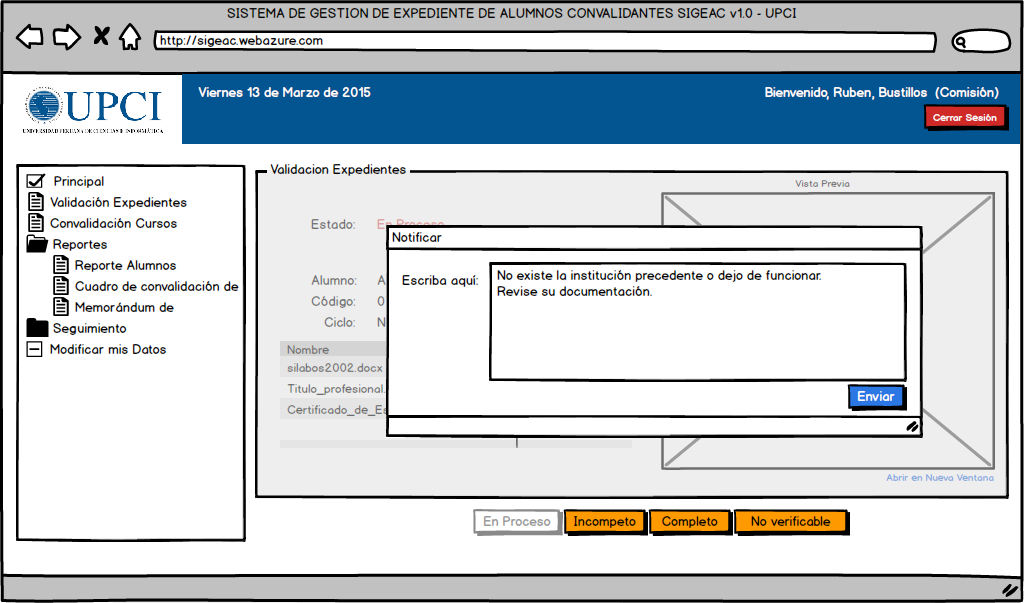 SISTEMA DE GESTION DE EXPEDIENTE DE ALUMNOS CONVALIDANTES SIGEAC v1.0 - UPCI
http://sigeac.webazure.com
UPCI
UNIVERSIDAD PERUANA DE CIENCIAS E INFORMÁTICA
Viernes 13 de Marzo de 2015
Bienvenido, Ruben, Bustillos (Comisión)
Cerrar Sesión
Principal
Validación Expedientes
Convalidación Cursos
Reportes
Reporte Alumnos
Cuadro de convalidación de
Memorándum de
Seguimiento
Modificar mis Datos
Validacion Expedientes
Vista Previa
Estado: En Proceso
Notificar
Escriba aquí:
No existe la institución precedente o dejo de funcionar.
Revise su documentación.
Enviar
Alumno: A
Código: 0
Ciclo: N
Nombre
silabos2002.docx
Titulo_profesional.
Certificado_de_Es
Abrir en Nueva Ventana
En Proceso
Incompeto
Completo
No verificable